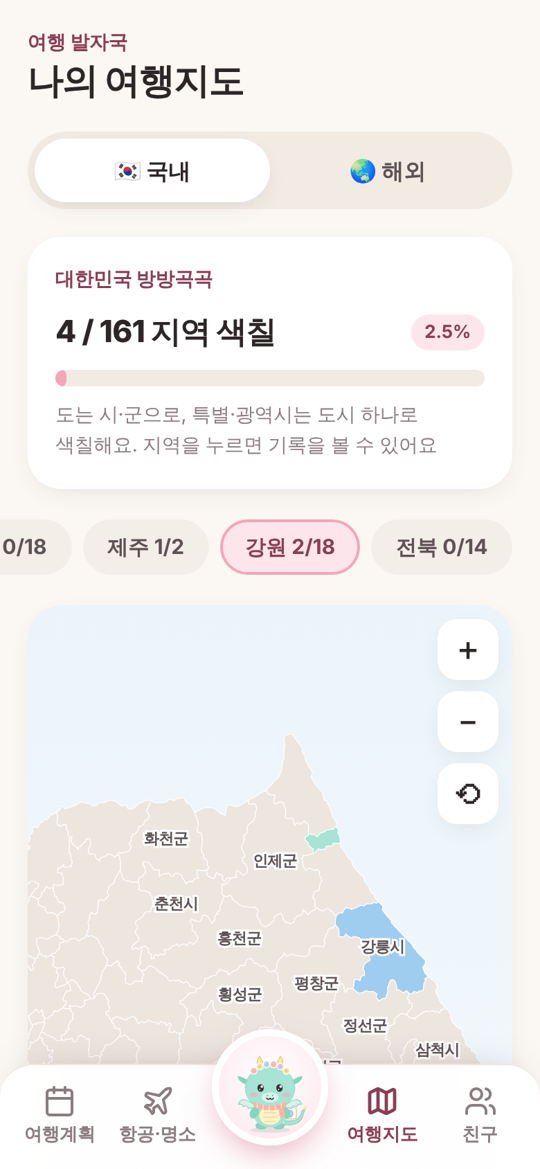 여행 발자국
나의 여행지도
국내
해외
대한민국 방방곡곡
4 / 161 지역 색칠
2.5%
도는 시·군으로, 특별·광역시는 도시 하나로
색칠해요. 지역을 누르면 기록을 볼 수 있어요
0/18
제주 1/2
강원 2/18
전북 0/14
+
−
화천군
인제군
춘천시
홍천군
강릉시
평창군
횡성군
정선군
삼척시
여행계획
항공·명소
여행지도
친구